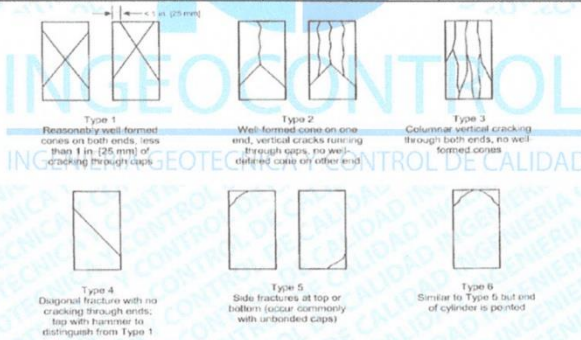 < 1 in. [25 mm]
Type 1
Reasonably well-formed
cones on both ends, less
than 1 in. [25 mm] of
cracking through caps
Type 2
Well-formed cone on one
end, vertical cracks running
through caps, no well-
defined cone on other end
Type 3
Columnar vertical cracking
through both ends, no well-
formed cones
INGEOCONTROL
INGENIERÍA GEOTECNICA Y CONTROL DE CALIDAD
Type 4
Diagonal fracture with no
cracking through ends;
tap with hammer to
distinguish from Type 1
Type 5
Side fractures at top or
bottom (occur commonly
with unbonded caps)
Type 6
Similar to Type 5 but end
of cylinder is pointed